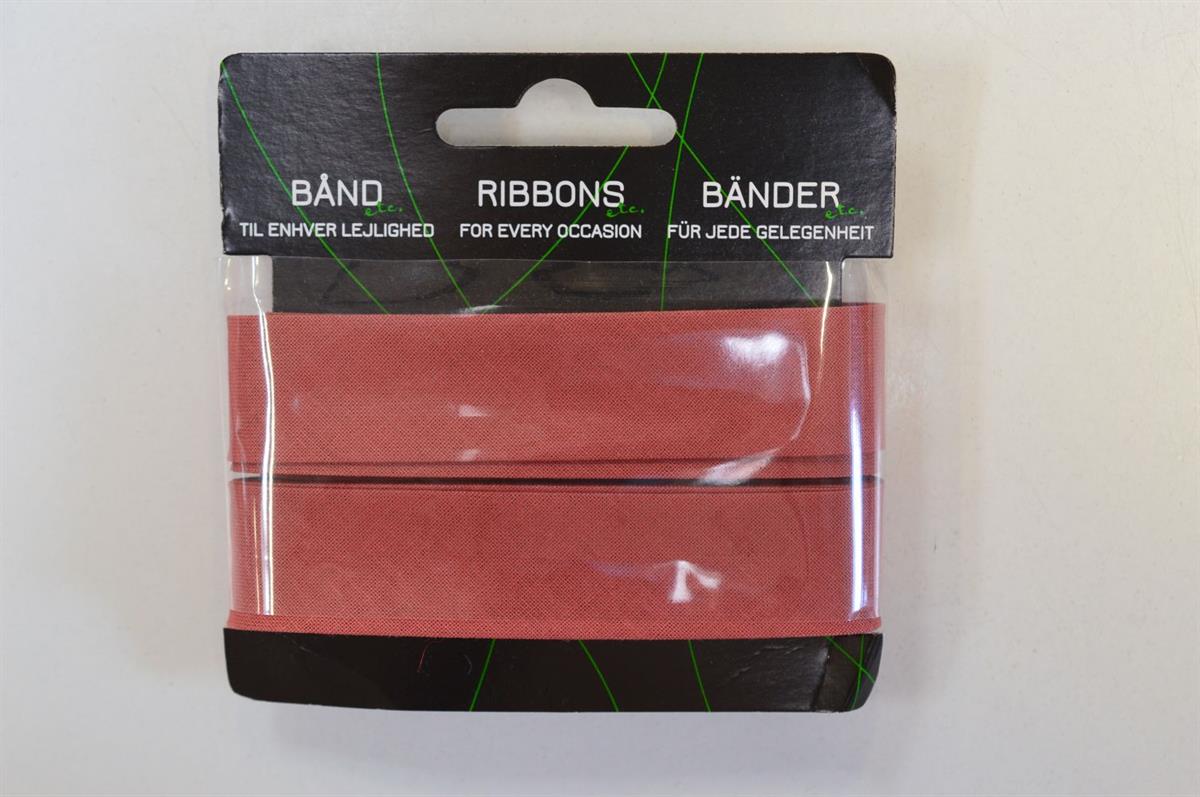 BÅND etc.
TIL ENHVER LEJLIGHED
RIBBONS etc.
FOR EVERY OCCASION
BÄNDER etc.
FÜR JEDE GELEGENHEIT